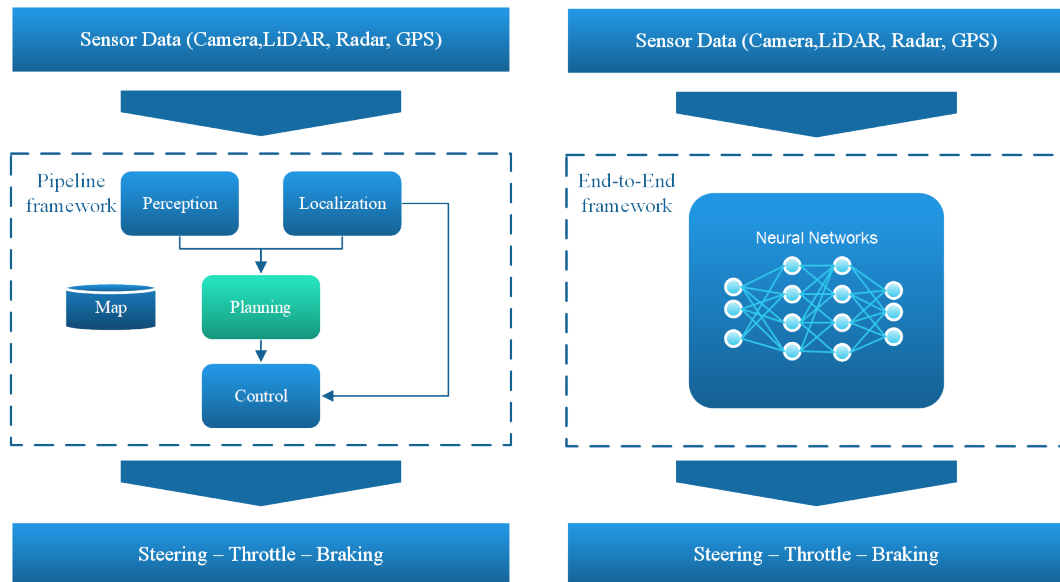 Sensor Data (Camera,LiDAR, Radar, GPS)
Pipeline
framework
Perception
Localization
Map
Planning
Control
Steering – Throttle – Braking
Sensor Data (Camera,LiDAR, Radar, GPS)
End-to-End
framework
Neural Networks
Steering – Throttle – Braking